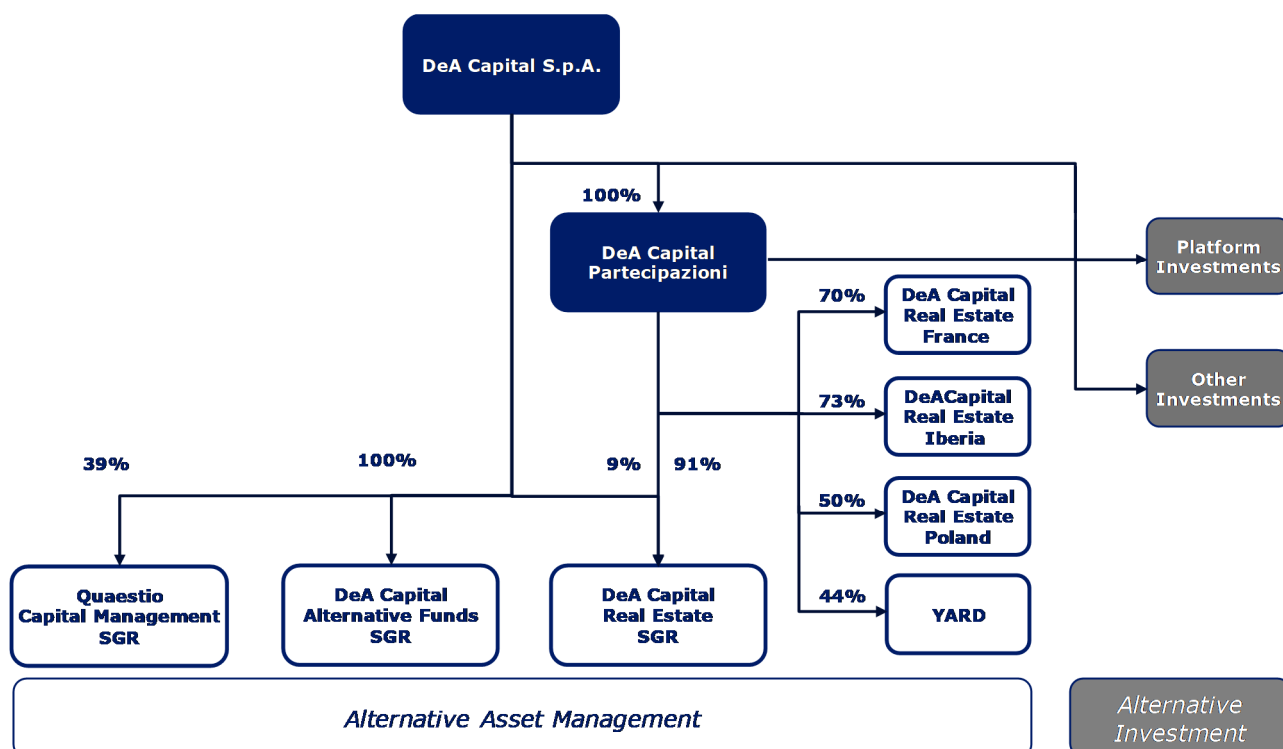 DeA Capital S.p.A.
100%
DeA Capital
Partecipazioni
Platform
Investments
70%
DeA Capital
Real Estate
France
Other
Investments
73%
DeACapital
Real Estate
Iberia
39%
100%
9%
91%
50%
DeA Capital
Real Estate
Poland
Quaestio
Capital Management
SGR
DeA Capital
Alternative Funds
SGR
DeA Capital
Real Estate
SGR
44%
YARD
Alternative Asset Management
Alternative
Investment